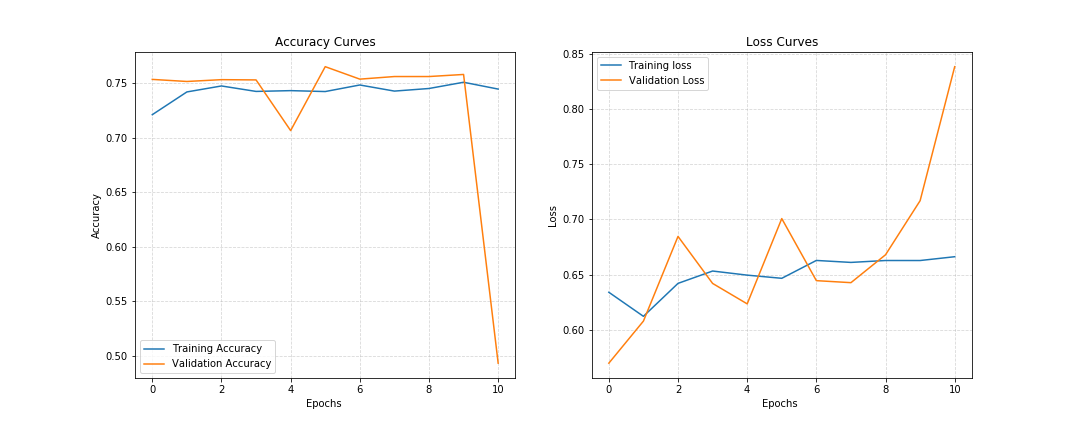 Accuracy Curves
0.75
0.70
0.65
0.60
0.55
0.50
Accuracy
Training Accuracy
Validation Accuracy
0 2 4 6 8 10
Epochs
Loss Curves
0.85
0.80
0.75
0.70
0.65
0.60
Loss
Training loss
Validation Loss
0 2 4 6 8 10
Epochs